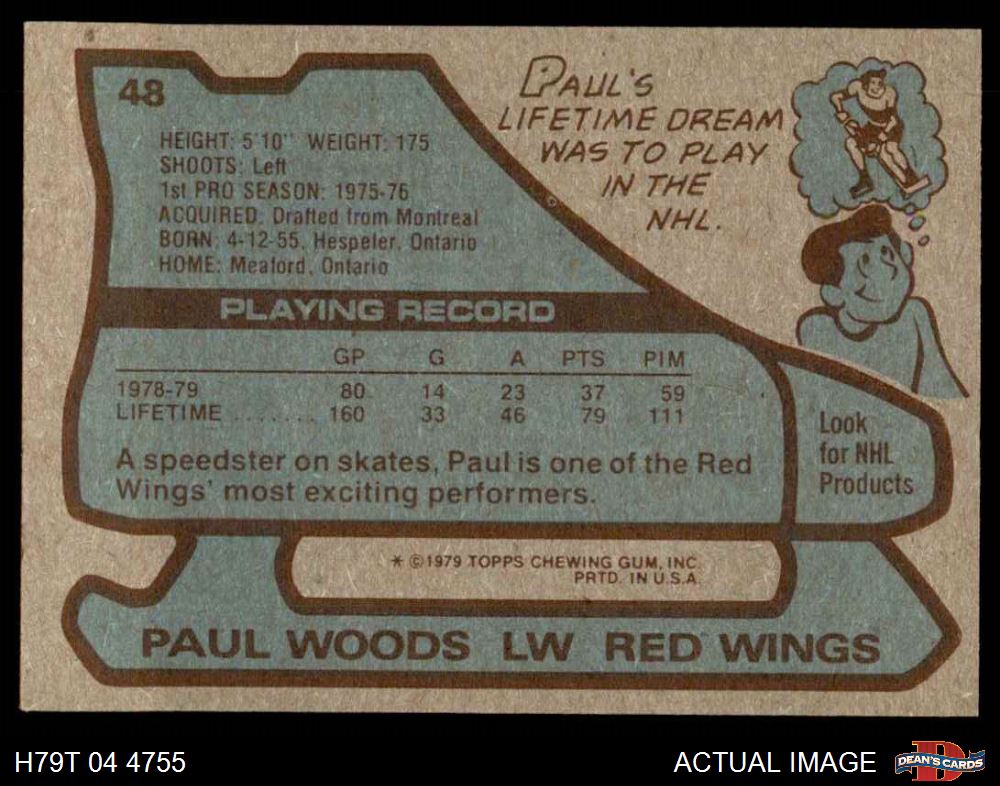 48
HEIGHT: 5'10" WEIGHT: 175
SHOOTS: Left
1st PRO SEASON: 1975-76
ACQUIRED: Drafted from Montreal
BORN: 4-12-55, Hespeler, Ontario
HOME: Meaford, Ontario
PAUL'S
LIFETIME DREAM
WAS TO PLAY
IN THE
NHL.
PLAYING RECORD
GP G A PTS PIM
1978-79 80 14 23 37 59
LIFETIME ........ 160 33 46 79 111
A speedster on skates, Paul is one of the Red
Wings' most exciting performers.
Look
for NHL
Products
* ©1979 TOPPS CHEWING GUM, INC.
PRTD. IN U.S.A.
PAUL WOODS LW RED WINGS
H79T 04 4755
ACTUAL IMAGE
D
DEAN'S CARDS